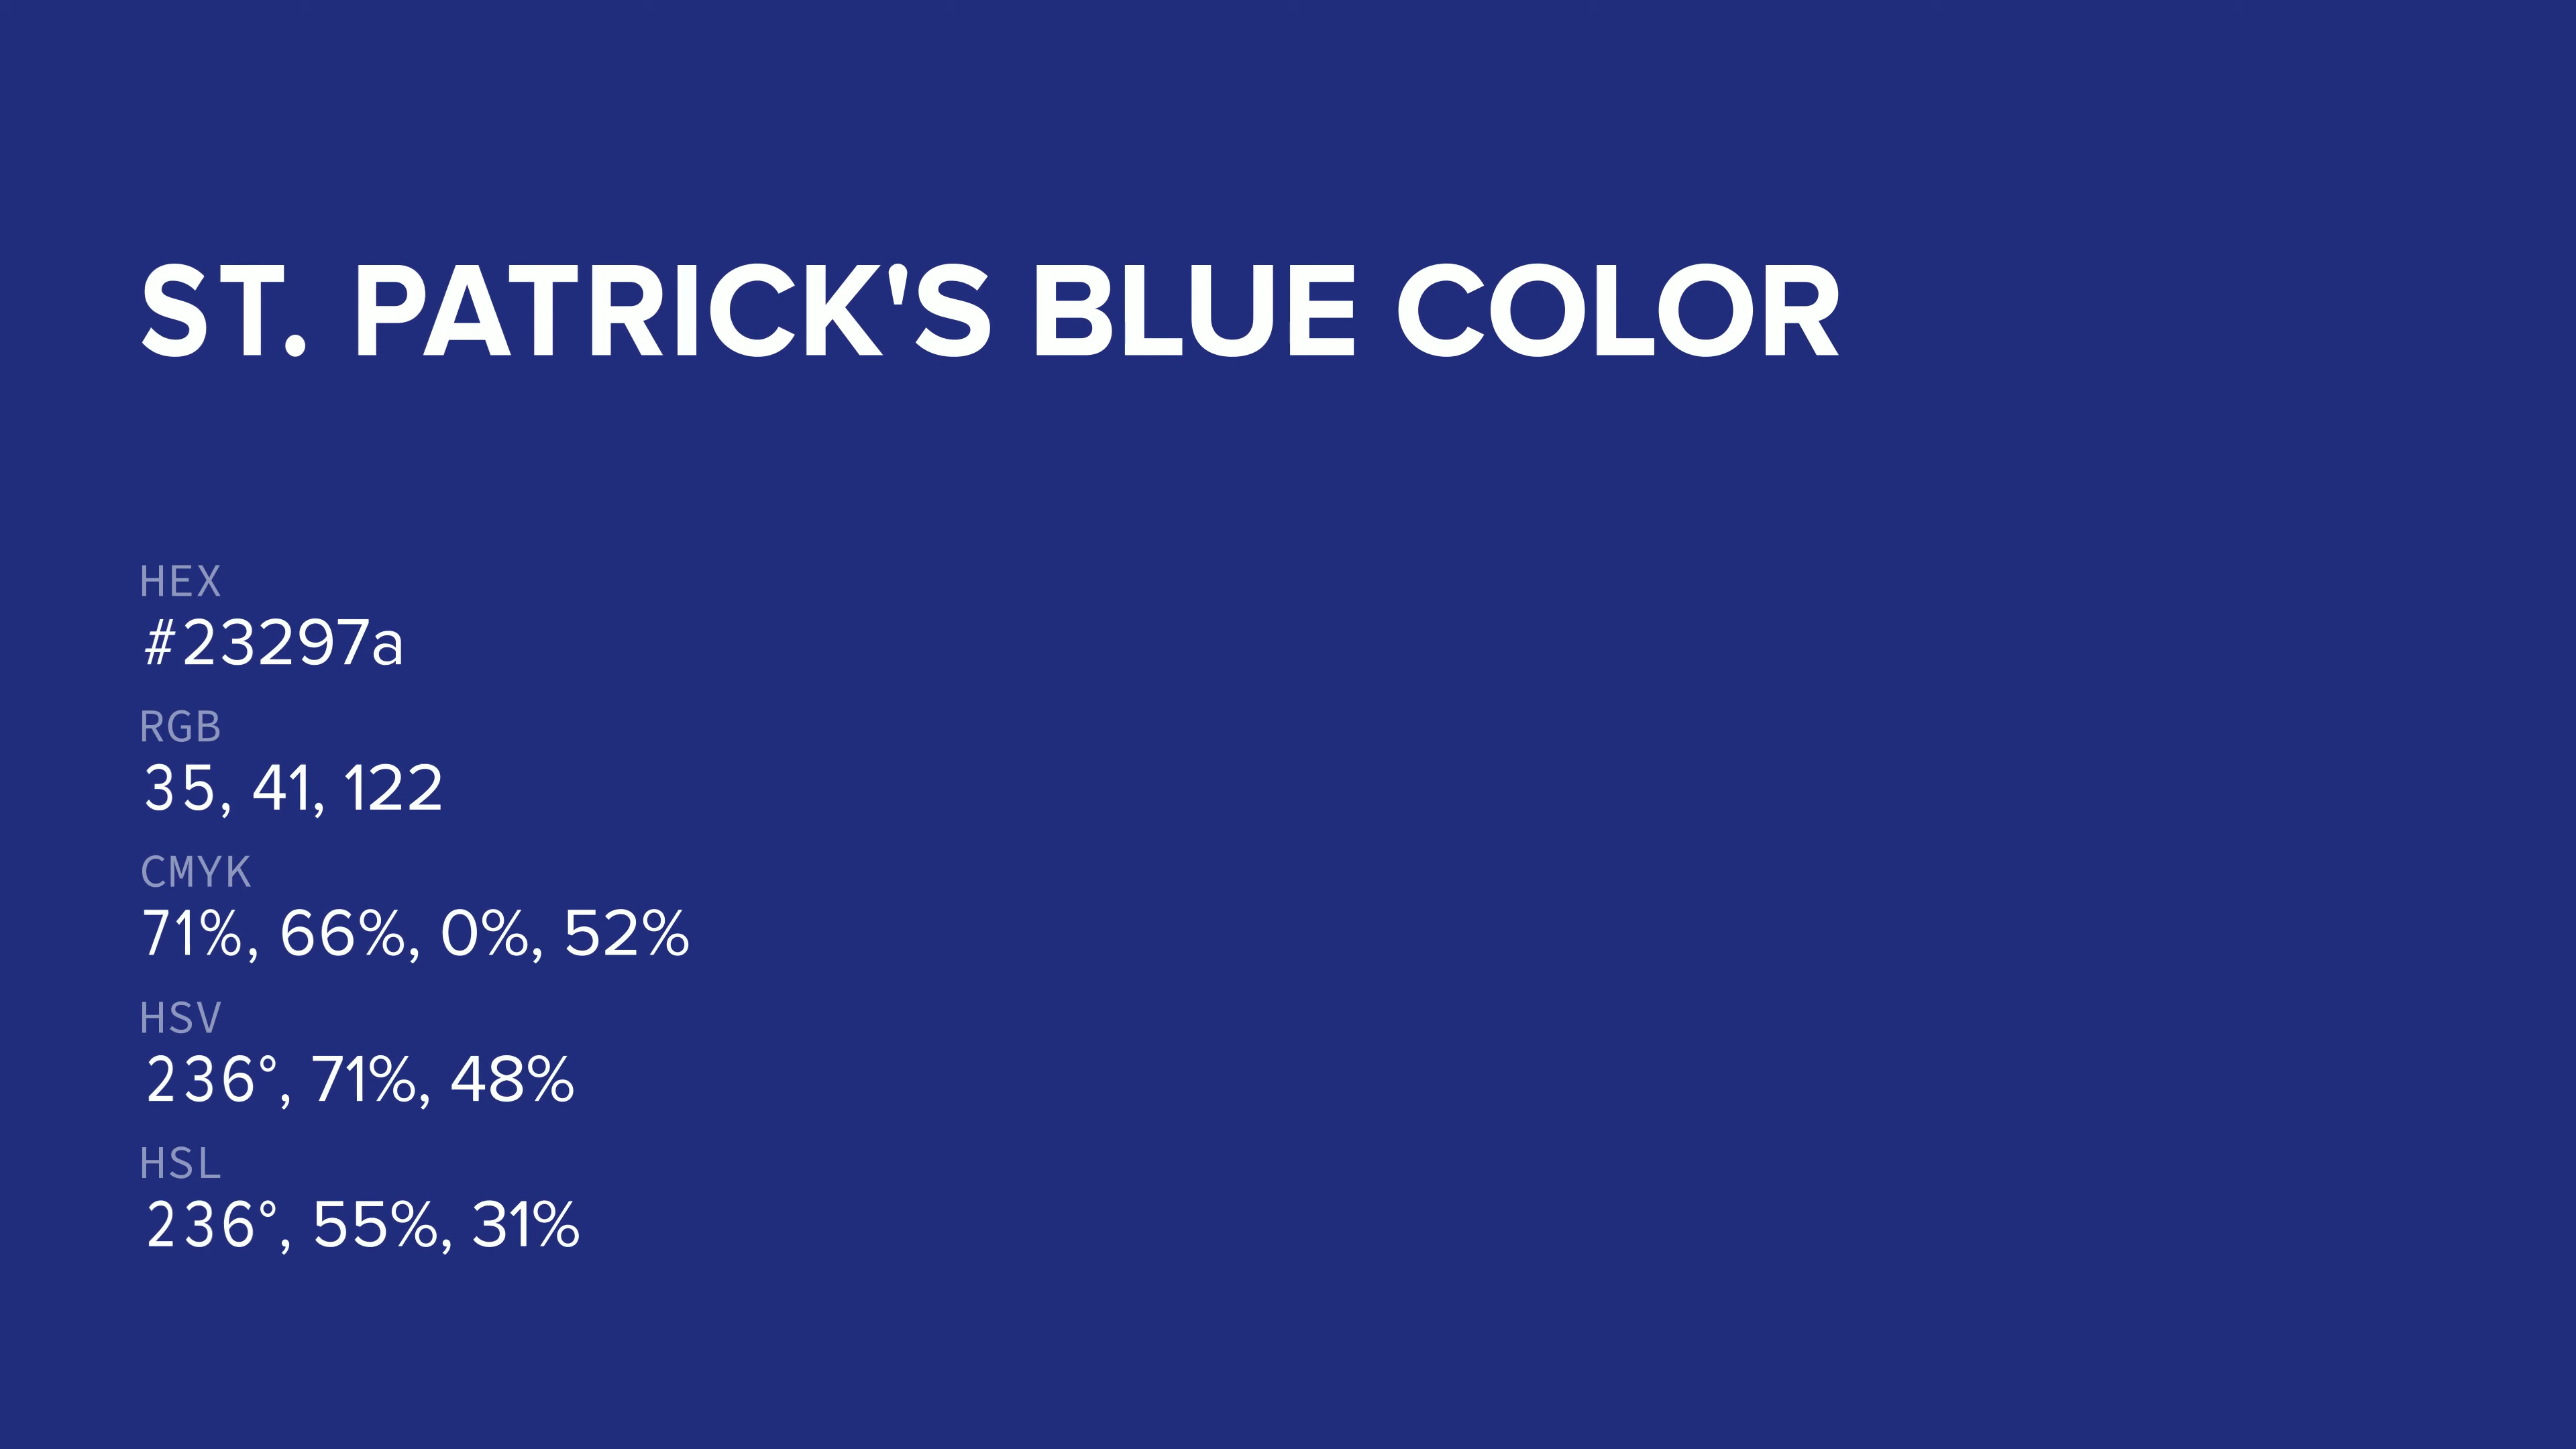 ST. PATRICK'S BLUE COLOR
HEX
#23297a
RGB
35, 41, 122
CMYK
71%, 66%, 0%, 52%
HSV
236°, 71%, 48%
HSL
236°, 55%, 31%